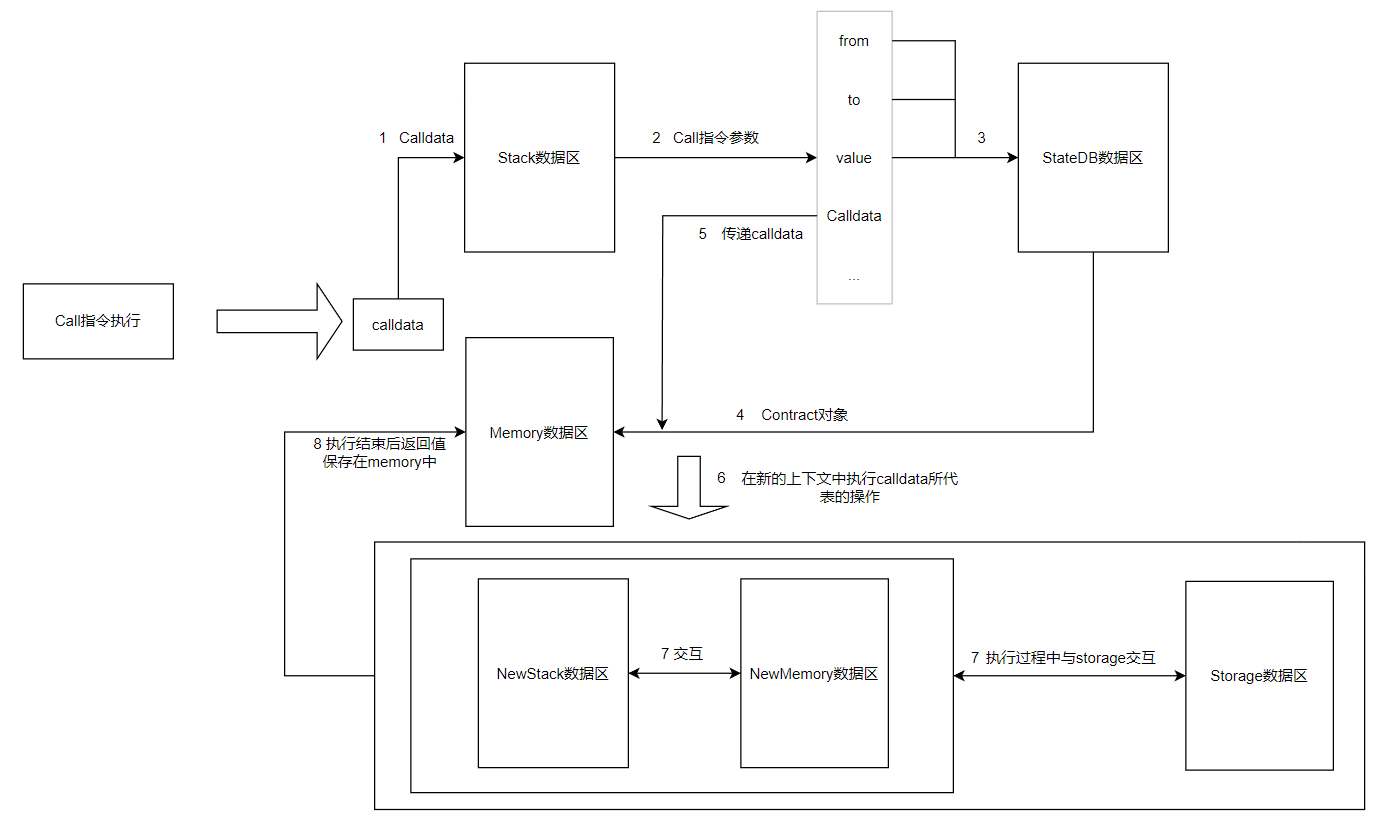 from
to
1 Calldata
Stack数据区
2 Call指令参数
value
3
StateDB数据区
Calldata
5 传递calldata
...
Call指令执行
calldata
4 Contract对象
Memory数据区
8 执行结束后返回值
保存在memory中
6 在新的上下文中执行calldata所代
表的操作
NewStack数据区
7 交互
NewMemory数据区
7 执行过程中与storage交互
Storage数据区